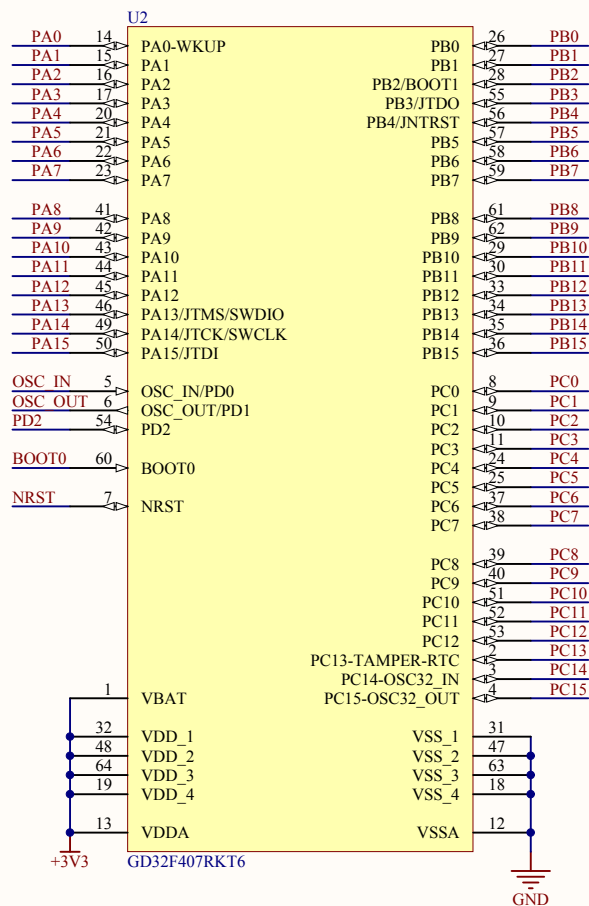 U2
PA0 14 PA0-WKUP PB0 26 PB0
PA1 15 PA1 PB1 27 PB1
PA2 16 PA2 PB2/BOOT1 28 PB2
PA3 17 PA3 PB3/JTDO 55 PB3
PA4 20 PA4 PB4/JNTRST 56 PB4
PA5 21 PA5 PB5 57 PB5
PA6 22 PA6 PB6 58 PB6
PA7 23 PA7 PB7 59 PB7
PA8 41 PA8 PB8 61 PB8
PA9 42 PA9 PB9 62 PB9
PA10 43 PA10 PB10 29 PB10
PA11 44 PA11 PB11 30 PB11
PA12 45 PA12 PB12 33 PB12
PA13 46 PA13/JTMS/SWDIO PB13 34 PB13
PA14 49 PA14/JTCK/SWCLK PB14 35 PB14
PA15 50 PA15/JTDI PB15 36 PB15
OSC_IN 5 OSC_IN/PD0 PC0 8 PC0
OSC_OUT 6 OSC_OUT/PD1 PC1 9 PC1
PD2 54 PD2 PC2 10 PC2
PC3 11 PC3
BOOT0 60 BOOT0 PC4 24 PC4
PC5 25 PC5
NRST 7 NRST PC6 37 PC6
PC7 38 PC7
PC8 39 PC8
PC9 40 PC9
PC10 51 PC10
PC11 52 PC11
PC12 53 PC12
PC13-TAMPER-RTC 2 PC13
PC14-OSC32_IN 3 PC14
1 VBAT PC15-OSC32_OUT 4 PC15
32 VDD_1 VSS_1 31
48 VDD_2 VSS_2 47
64 VDD_3 VSS_3 63
19 VDD_4 VSS_4 18
13 VDDA VSSA 12
+3V3 GD32F407RKT6
GND